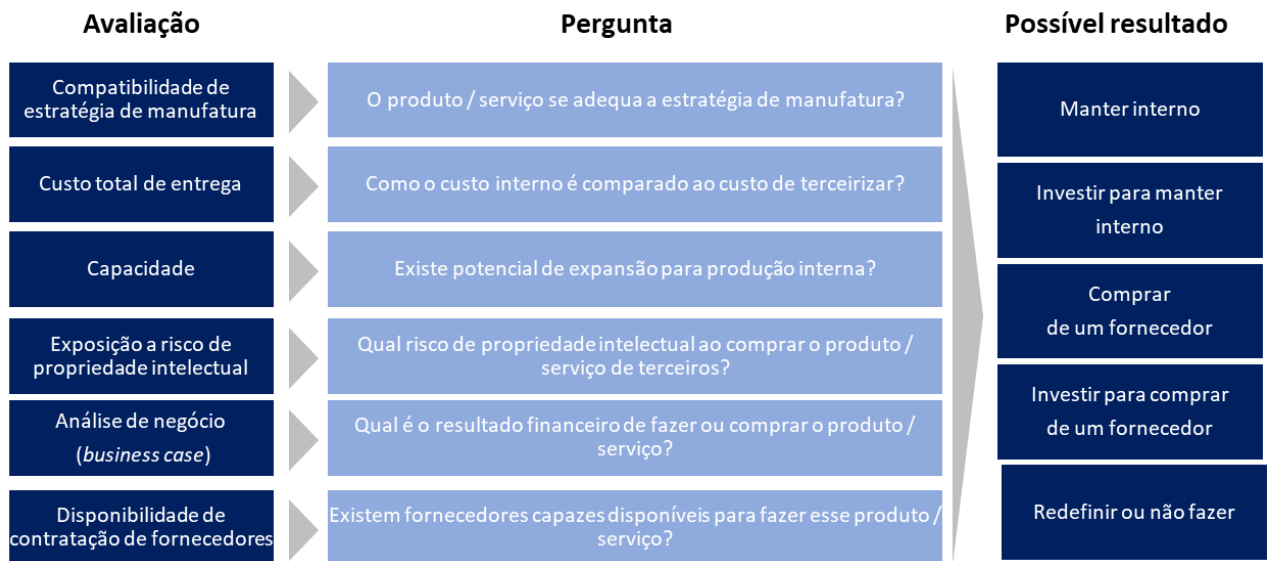 Avaliação
Pergunta
Possível resultado
Compatibilidade de
estratégia de manufatura
O produto / serviço se adequa a estratégia de manufatura?
Custo total de entrega
Como o custo interno é comparado ao custo de terceirizar?
Capacidade
Existe potencial de expansão para produção interna?
Exposição a risco de
propriedade intelectual
Qual risco de propriedade intelectual ao comprar o produto /
serviço de terceiros?
Análise de negócio
(business case)
Qual é o resultado financeiro de fazer ou comprar o produto /
serviço?
Disponibilidade de
contratação de fornecedores
Existem fornecedores capazes disponíveis para fazer esse produto /
serviço?
Manter interno
Investir para manter
interno
Comprar
de um fornecedor
Investir para comprar
de um fornecedor
Redefinir ou não fazer